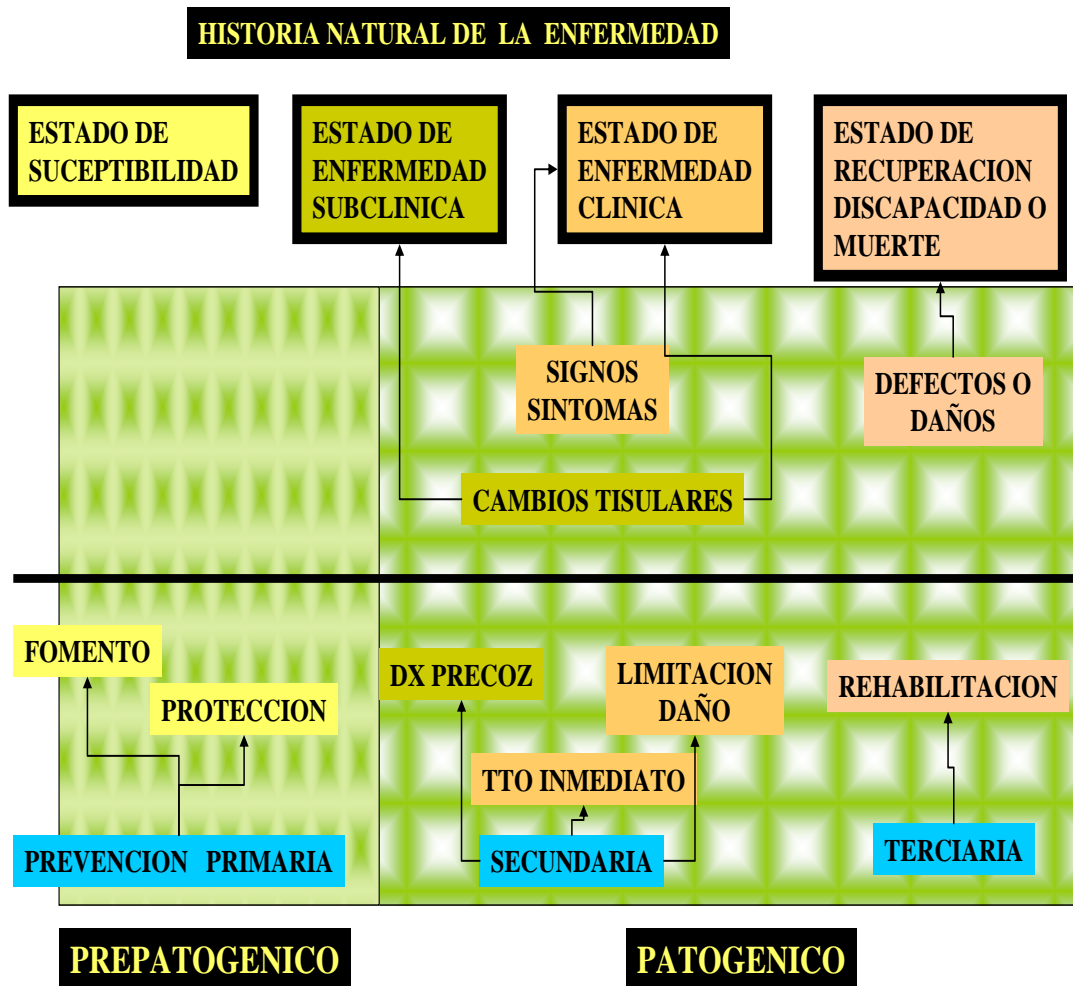 HISTORIA NATURAL DE LA ENFERMEDAD
ESTADO DE
SUCEPTIBILIDAD
ESTADO DE
ENFERMEDAD
SUBCLINICA
ESTADO DE
ENFERMEDAD
CLINICA
ESTADO DE
RECUPERACION
DISCAPACIDAD O
MUERTE
SIGNOS
SINTOMAS
DEFECTOS O
DAÑOS
CAMBIOS TISULARES
FOMENTO
PROTECCION
DX PRECOZ
LIMITACION
DAÑO
REHABILITACION
TTO INMEDIATO
PREVENCION PRIMARIA
SECUNDARIA
TERCIARIA
PREPATOGENICO
PATOGENICO